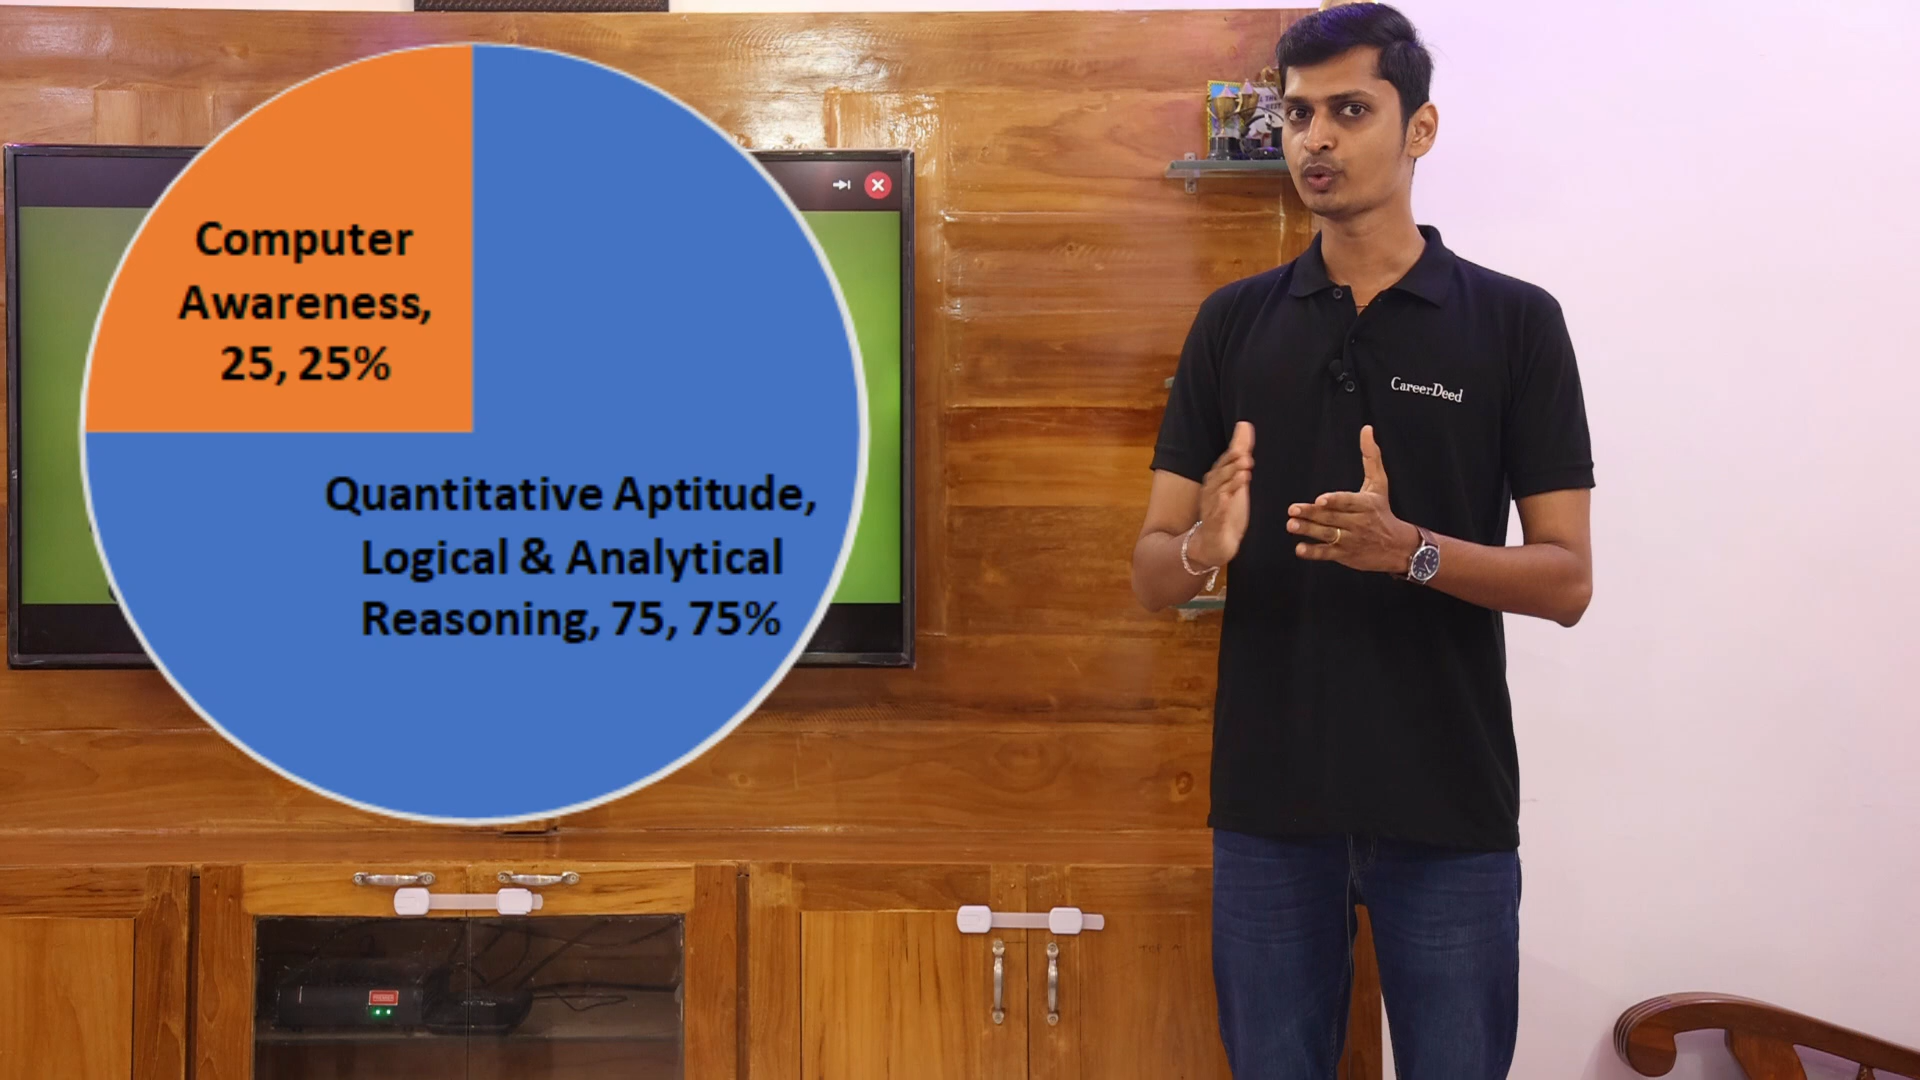 Computer
Awareness,
25, 25%
Quantitative Aptitude,
Logical & Analytical
Reasoning, 75, 75%
CareerDeed